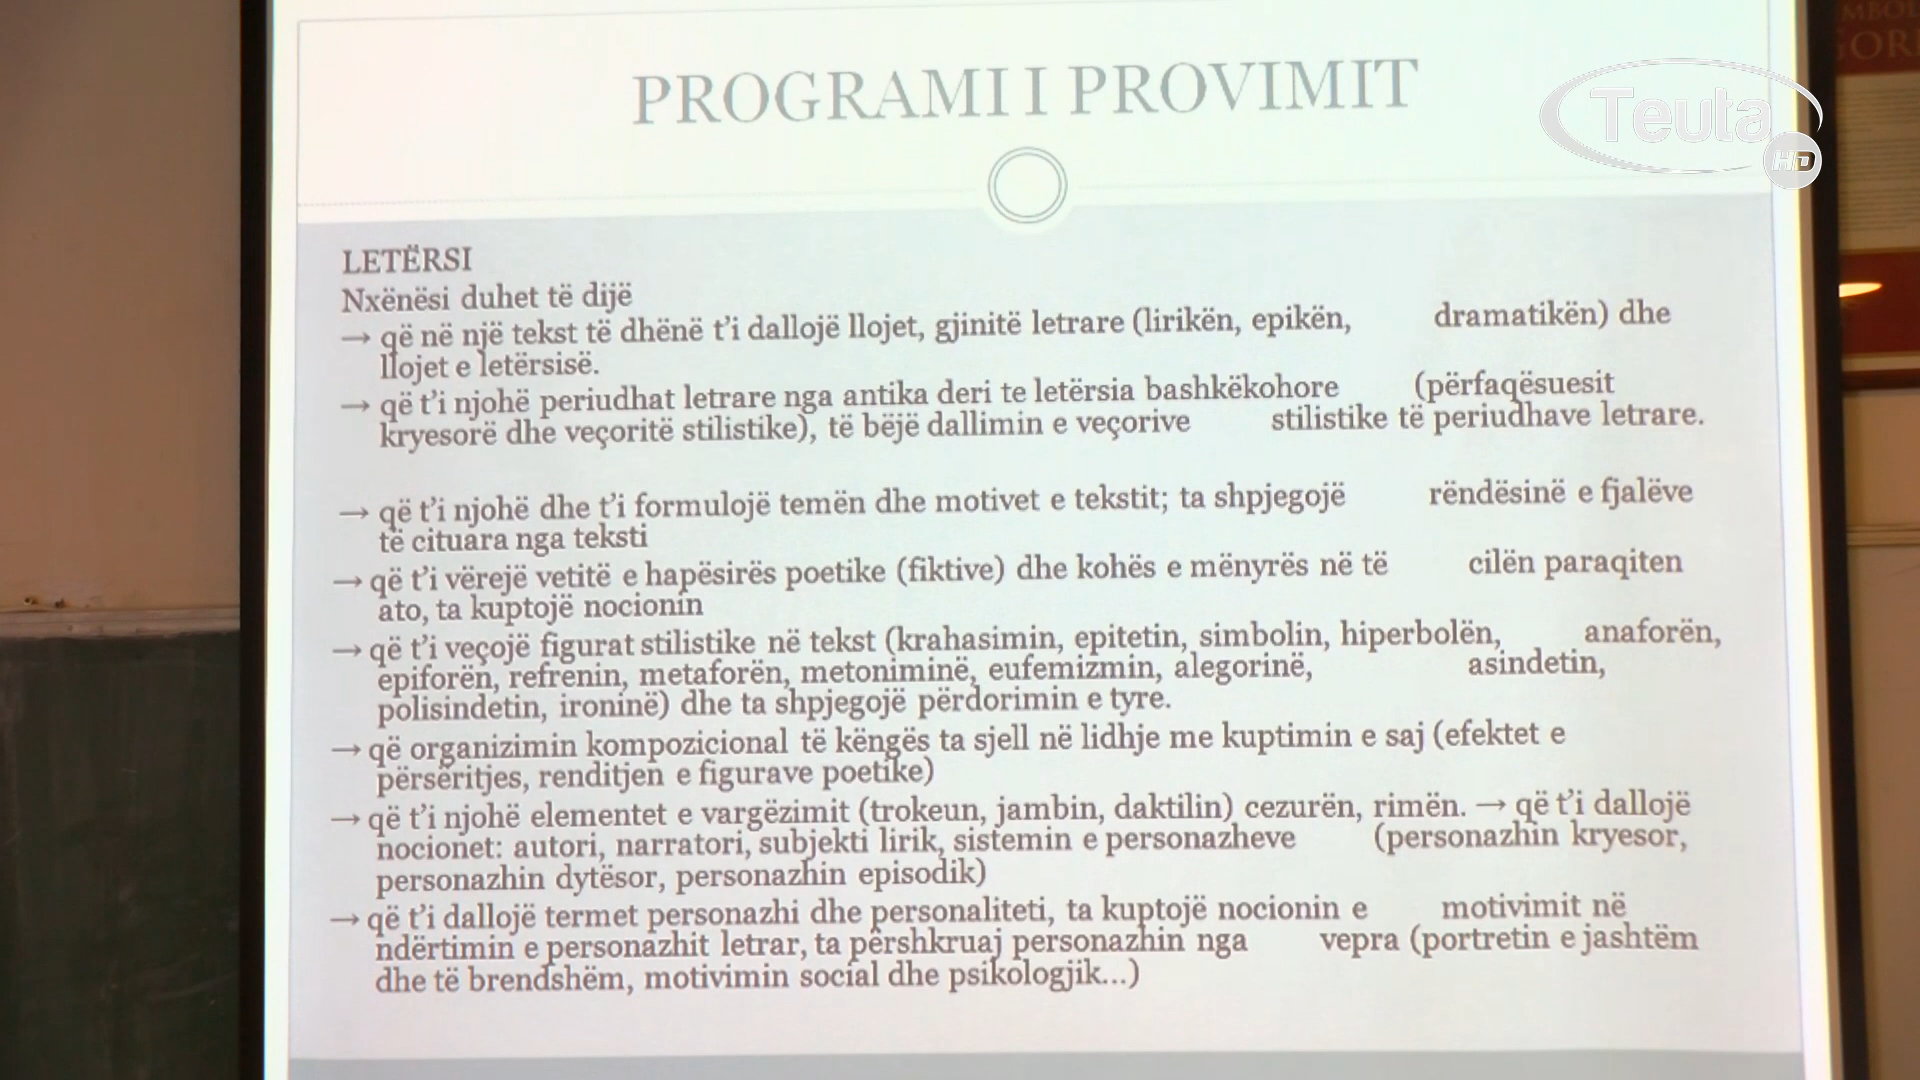 PROGRAMI I PROVIMIT
Teuta
HD
LETËRSI
Nxënësi duhet të dijë
→ që në një tekst të dhënë t'i dallojë llojet, gjinitë letrare (lirikën, epikën, dramatikën) dhe
llojet e letërsisë.
→ që t'i njohë periudhat letrare nga antika deri te letërsia bashkëkohore (përfaqësuesit
kryesorë dhe veçoritë stilistike), të bëjë dallimin e veçorive stilistike të periudhave letrare.
→ që t'i njohë dhe t'i formulojë temën dhe motivet e tekstit; ta shpjegojë rëndësinë e fjalëve
të cituara nga teksti
→ që t'i vërejë vetitë e hapësirës poetike (fiktive) dhe kohës e mënyrës në të cilën paraqiten
ato, ta kuptojë nocionin
→ që t'i veçojë figurat stilistike në tekst (krahasimin, epitetin, simbolin, hiperbolën, anaforën,
epiforën, refrenin, metaforën, metoniminë, eufemizmin, alegorinë, asindetin,
polisindetin, ironinë) dhe ta shpjegojë përdorimin e tyre.
→ që organizimin kompozicional të këngës ta sjell në lidhje me kuptimin e saj (efektet e
përsëritjes, renditjen e figurave poetike)
→ që t'i njohë elementet e vargëzimit (trokeun, jambin, daktilin) cezurën, rimën. → që t'i dallojë
nocionet: autori, narratori, subjekti lirik, sistemin e personazheve (personazhin kryesor,
personazhin dytësor, personazhin episodik)
→ që t'i dallojë termet personazhi dhe personaliteti, ta kuptojë nocionin e motivimit në
ndërtimin e personazhit letrar, ta përshkruaj personazhin nga vepra (portretin e jashtëm
dhe të brendshëm, motivimin social dhe psikologjik...)